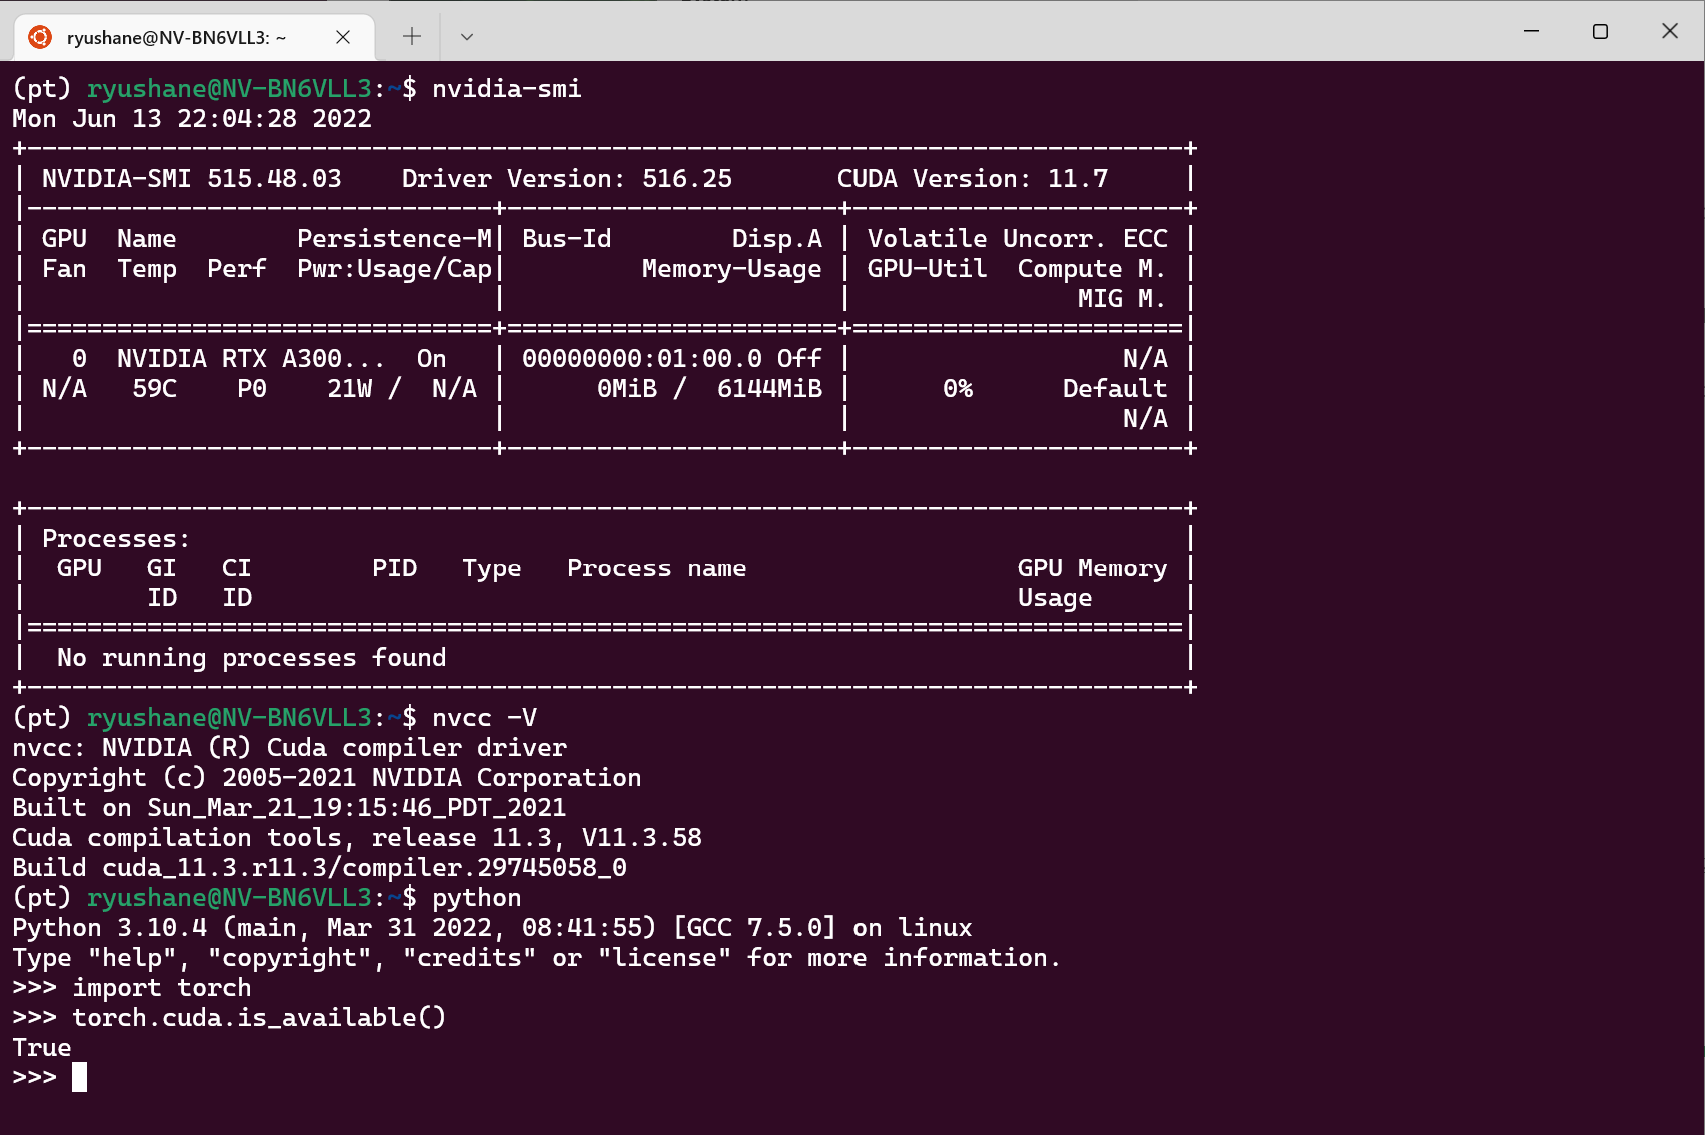 ryushane@NV-BN6VLL3: ~
(pt) ryushane@NV-BN6VLL3:~$ nvidia-smi
Mon Jun 13 22:04:28 2022
+-----------------------------------------------------------------------------+
| NVIDIA-SMI 515.48.03    Driver Version: 516.25       CUDA Version: 11.7     |
|-------------------------------+----------------------+----------------------+
| GPU  Name        Persistence-M| Bus-Id        Disp.A | Volatile Uncorr. ECC |
| Fan  Temp  Perf  Pwr:Usage/Cap|         Memory-Usage | GPU-Util  Compute M. |
|                               |                      |               MIG M. |
|===============================+======================+======================|
|   0  NVIDIA RTX A300...  On   | 00000000:01:00.0 Off |                  N/A |
| N/A   59C    P0    21W /  N/A |      0MiB /  6144MiB |      0%      Default |
|                               |                      |                  N/A |
+-------------------------------+----------------------+----------------------+
+-----------------------------------------------------------------------------+
| Processes:                                                                  |
|  GPU   GI   CI        PID   Type   Process name                  GPU Memory |
|        ID   ID                                                   Usage      |
|=============================================================================|
|  No running processes found                                                 |
+-----------------------------------------------------------------------------+
(pt) ryushane@NV-BN6VLL3:~$ nvcc -V
nvcc: NVIDIA (R) Cuda compiler driver
Copyright (c) 2005-2021 NVIDIA Corporation
Built on Sun_Mar_21_19:15:46_PDT_2021
Cuda compilation tools, release 11.3, V11.3.58
Build cuda_11.3.r11.3/compiler.29745058_0
(pt) ryushane@NV-BN6VLL3:~$ python
Python 3.10.4 (main, Mar 31 2022, 08:41:55) [GCC 7.5.0] on linux
Type "help", "copyright", "credits" or "license" for more information.
>>> import torch
>>> torch.cuda.is_available()
True
>>>